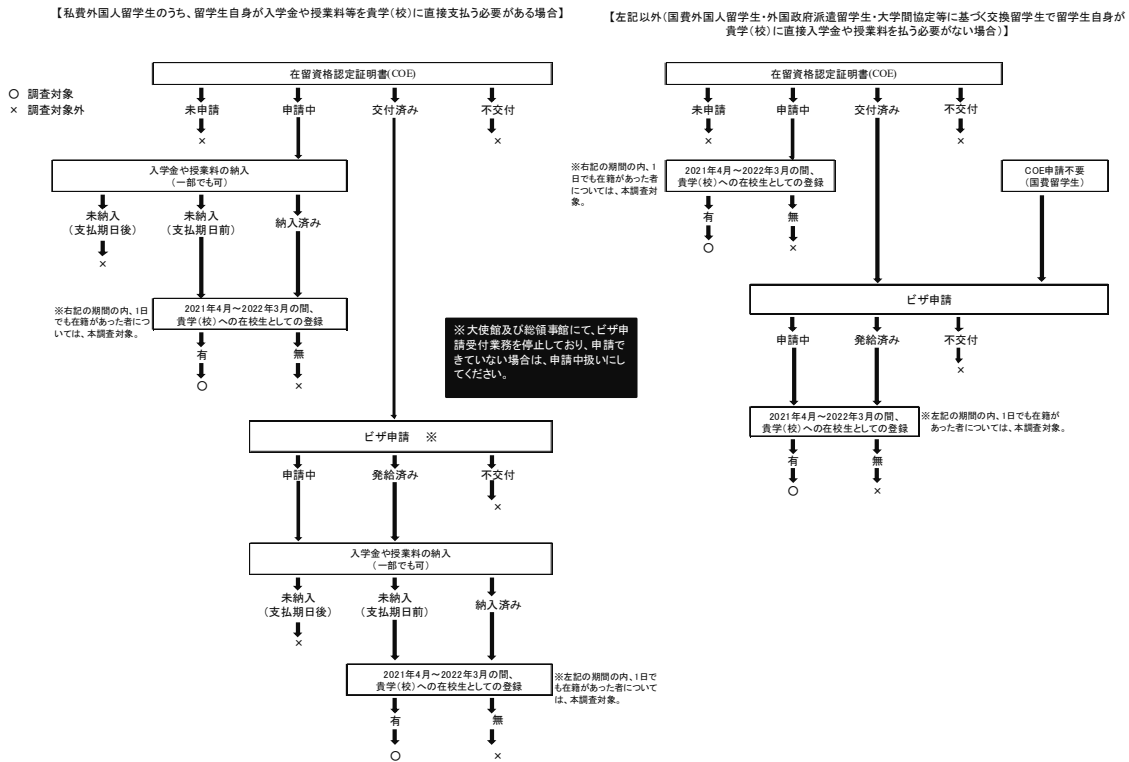 【私費外国人留学生のうち、留学生自身が入学金や授業料等を貴学（校）に直接支払う必要がある場合】
○ 調査対象
× 調査対象外
在留資格認定証明書(COE)
未申請
申請中
交付済み
不交付
×
×
入学金や授業料の納入
（一部でも可）
未納入
（支払期日後）
未納入
（支払期日前）
納入済み
×
※右記の期間の内、1日
でも在籍があった者につ
いては、本調査対象。
2021年4月～2022年3月の間、
貴学（校）への在校生としての登録
有
無
○
×
※大使館及び総領事館にて、ビザ申
請受付業務を停止しており、申請で
きていない場合は、申請中扱いにし
てください。
ビザ申請　※
申請中
発給済み
不交付
×
入学金や授業料の納入
（一部でも可）
未納入
（支払期日後）
未納入
（支払期日前）
納入済み
×
2021年4月～2022年3月の間、
貴学（校）への在校生としての登録
※左記の期間の内、1日で
も在籍があった者について
は、本調査対象。
有
無
○
×
【左記以外（国費外国人留学生・外国政府派遣留学生・大学間協定等に基づく交換留学生で留学生自身が
貴学（校）に直接入学金や授業料を払う必要がない場合）】
在留資格認定証明書(COE)
未申請
申請中
交付済み
不交付
×
×
※右記の期間の内、1
日でも在籍があった者
については、本調査対
象。
2021年4月～2022年3月の間、
貴学（校）への在校生としての登録
COE申請不要
（国費留学生）
有
無
○
×
ビザ申請
申請中
発給済み
不交付
×
2021年4月～2022年3月の間、
貴学（校）への在校生としての登録
※左記の期間の内、1日でも在籍が
あった者については、本調査対象。
有
無
○
×